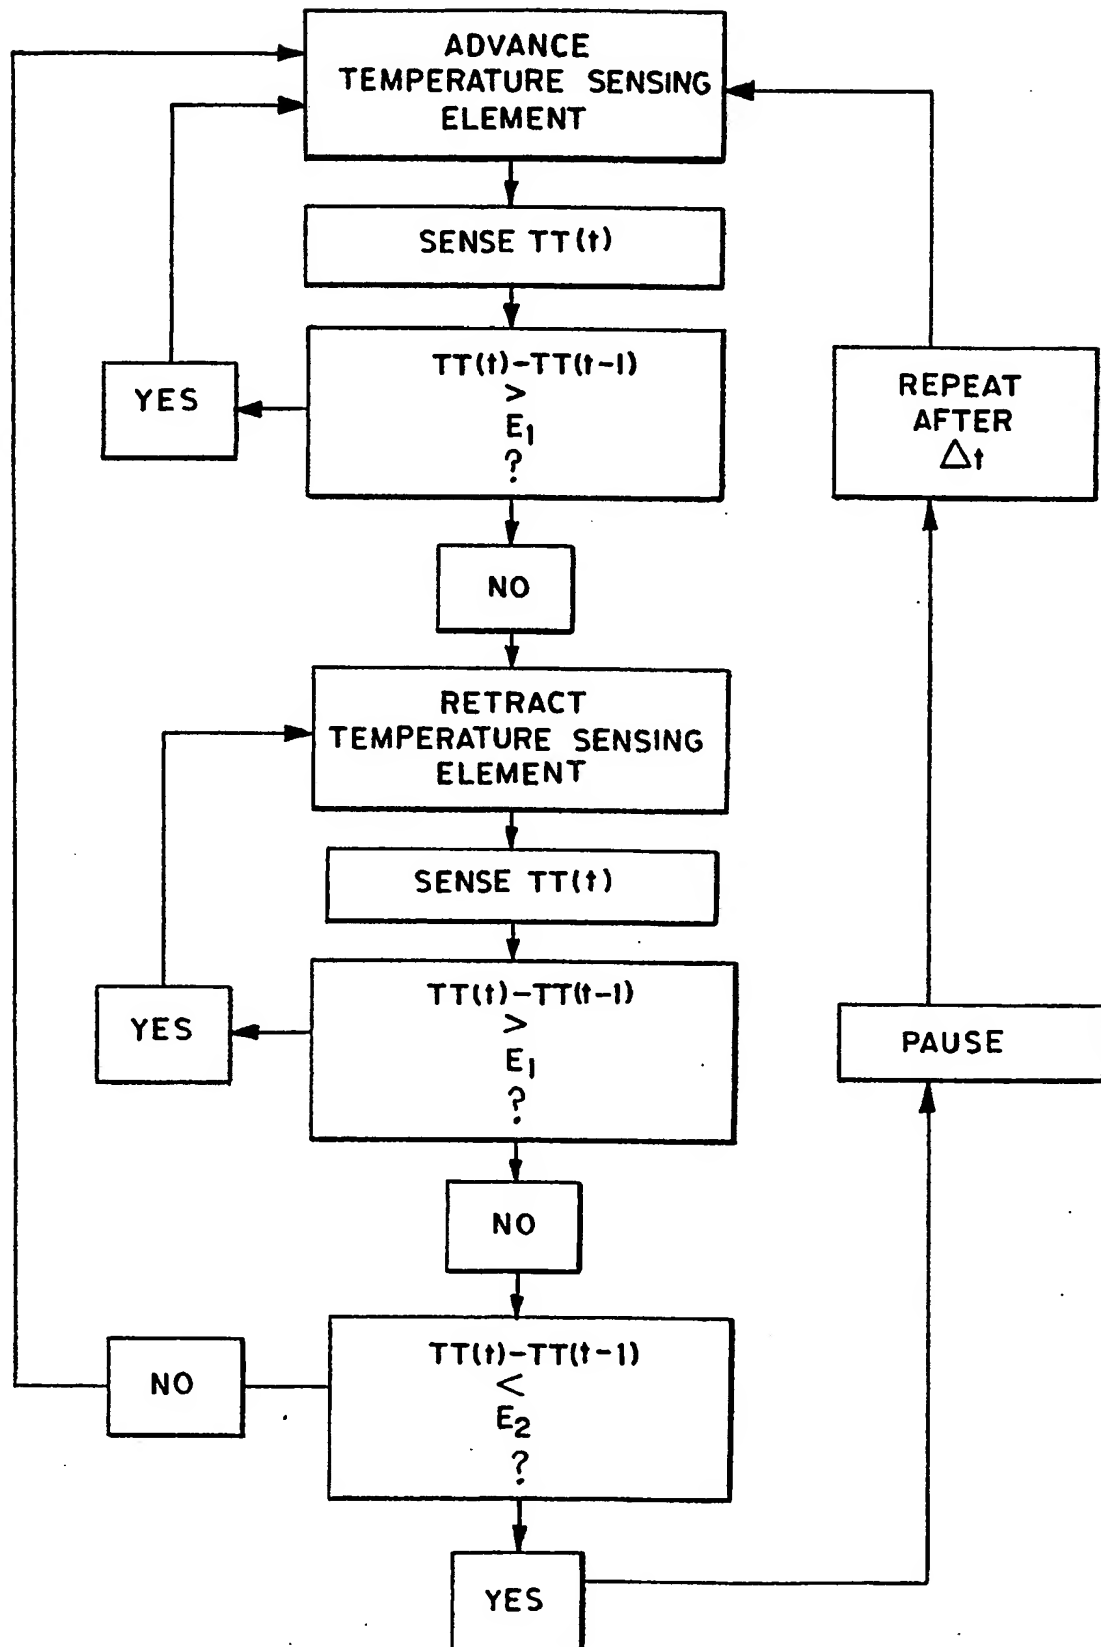 ADVANCE
TEMPERATURE SENSING
ELEMENT
SENSE TT(t)
TT(t)-TT(t-1)
>
E1
?
YES
REPEAT
AFTER
Δt
NO
RETRACT
TEMPERATURE SENSING
ELEMENT
SENSE TT(t)
TT(t)-TT(t-1)
>
E1
?
YES
PAUSE
NO
TT(t)-TT(t-1)
<
E2
?
NO
YES